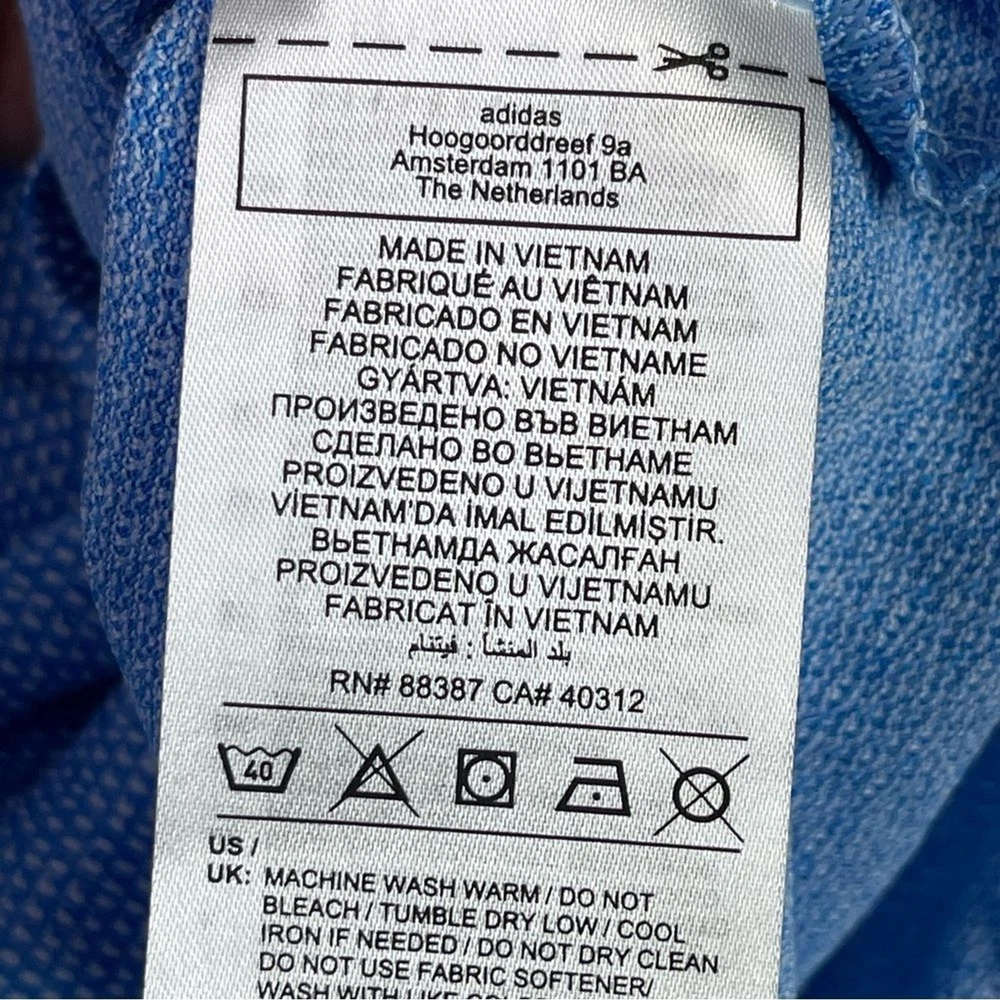 adidas
Hoogoorddreef 9a
Amsterdam 1101 BA
The Netherlands
MADE IN VIETNAM
FABRIQUÉ AU VIÊTNAM
FABRICADO EN VIETNAM
FABRICADO NO VIETNAME
GYÁRTVA: VIETNÁM
ПРОИЗВЕДЕНО ВЪВ ВИЕТНАМ
СДЕЛАНО ВО ВЬЕТНАМЕ
PROIZVEDENO U VIJETNAMU
VİETNAM'DA İMAL EDİLMİŞTİR.
ВЬЕТНАМДА ЖАСАЛҒАН
PROIZVEDENO U VIJETNAMU
FABRICAT ÎN VIETNAM
بلد المنشأ : فيتنام
RN# 88387 CA# 40312
40
US /
UK: MACHINE WASH WARM / DO NOT
BLEACH / TUMBLE DRY LOW / COOL
IRON IF NEEDED / DO NOT DRY CLEAN
DO NOT USE FABRIC SOFTENER/
WASH WITH LIKE